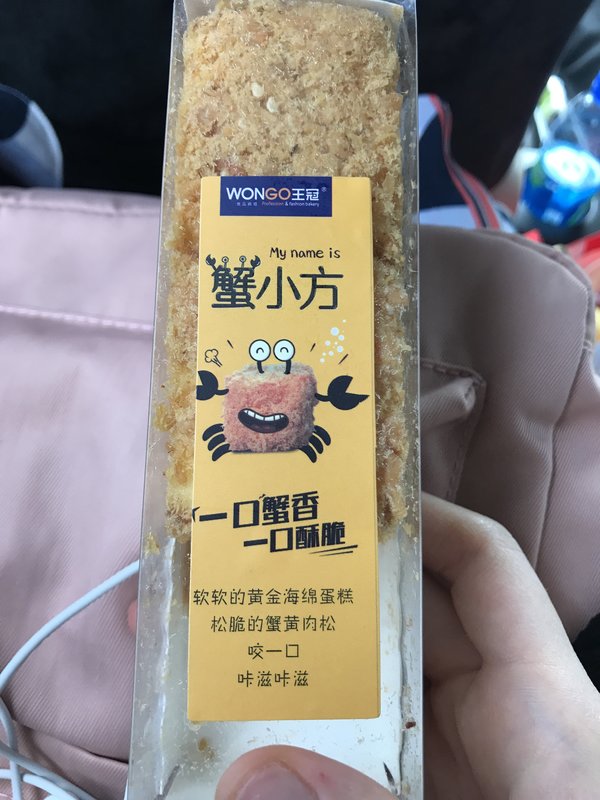 WONGO王冠®
Profession & fashion bakery
My name is
蟹小方
一口蟹香
一口酥脆
软软的黄金海绵蛋糕
松脆的蟹黄肉松
咬一口
咔滋咔滋